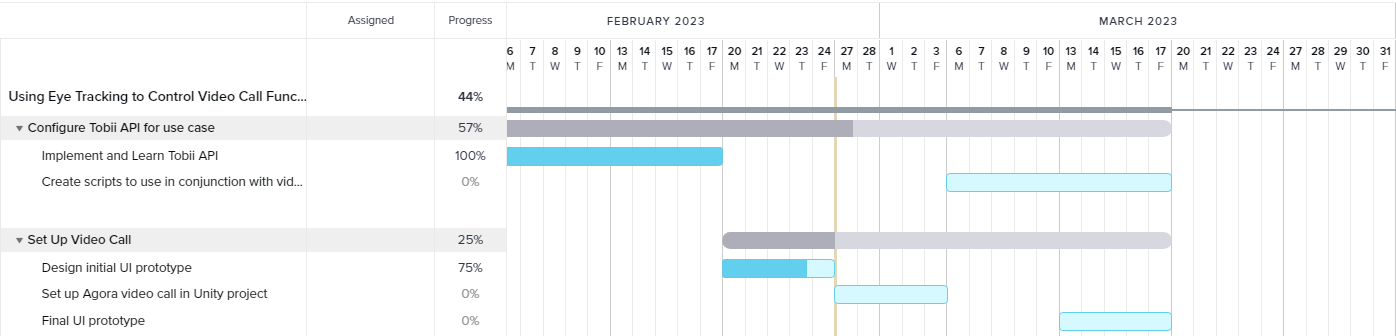 Assigned Progress FEBRUARY 2023 MARCH 2023
6 7 8 9 10 13 14 15 16 17 20 21 22 23 24 27 28 1 2 3 6 7 8 9 10 13 14 15 16 17 20 21 22 23 24 27 28 29 30 31
M T W T F M T W T F M T W T F M T W T F M T W T F M T W T F M T W T F M T W T F
Using Eye Tracking to Control Video Call Func... 44%
Configure Tobii API for use case 57%
Implement and Learn Tobii API 100%
Create scripts to use in conjunction with vid... 0%
Set Up Video Call 25%
Design initial UI prototype 75%
Set up Agora video call in Unity project 0%
Final UI prototype 0%